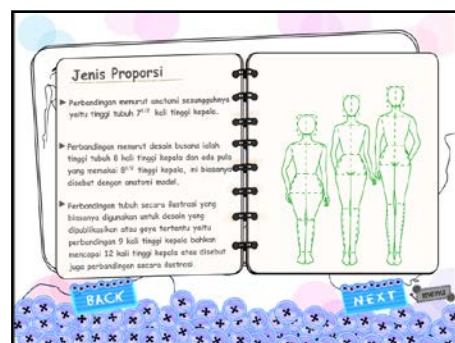 Jenis Proporsi
Perbandingan menurut anatomi sesungguhnya
yaitu tinggi tubuh 7 1/2 kali tinggi kepala.
Perbandingan menurut desain busana ialah
tinggi tubuh 8 kali tinggi kepala dan ada pula
yang memakai 8 1/2 tinggi kepala, ini biasanya
disebut dengan anatomi model.
Perbandingan tubuh secara ilustrasi yang
biasanya digunakan untuk desain yang
dipublikasikan atau gaya tertentu yaitu
perbandingan 9 kali tinggi kepala bahkan
mencapai 12 kali tinggi kepala atau disebut
juga perbandingan secara ilustrasi.
BACK
NEXT
menu